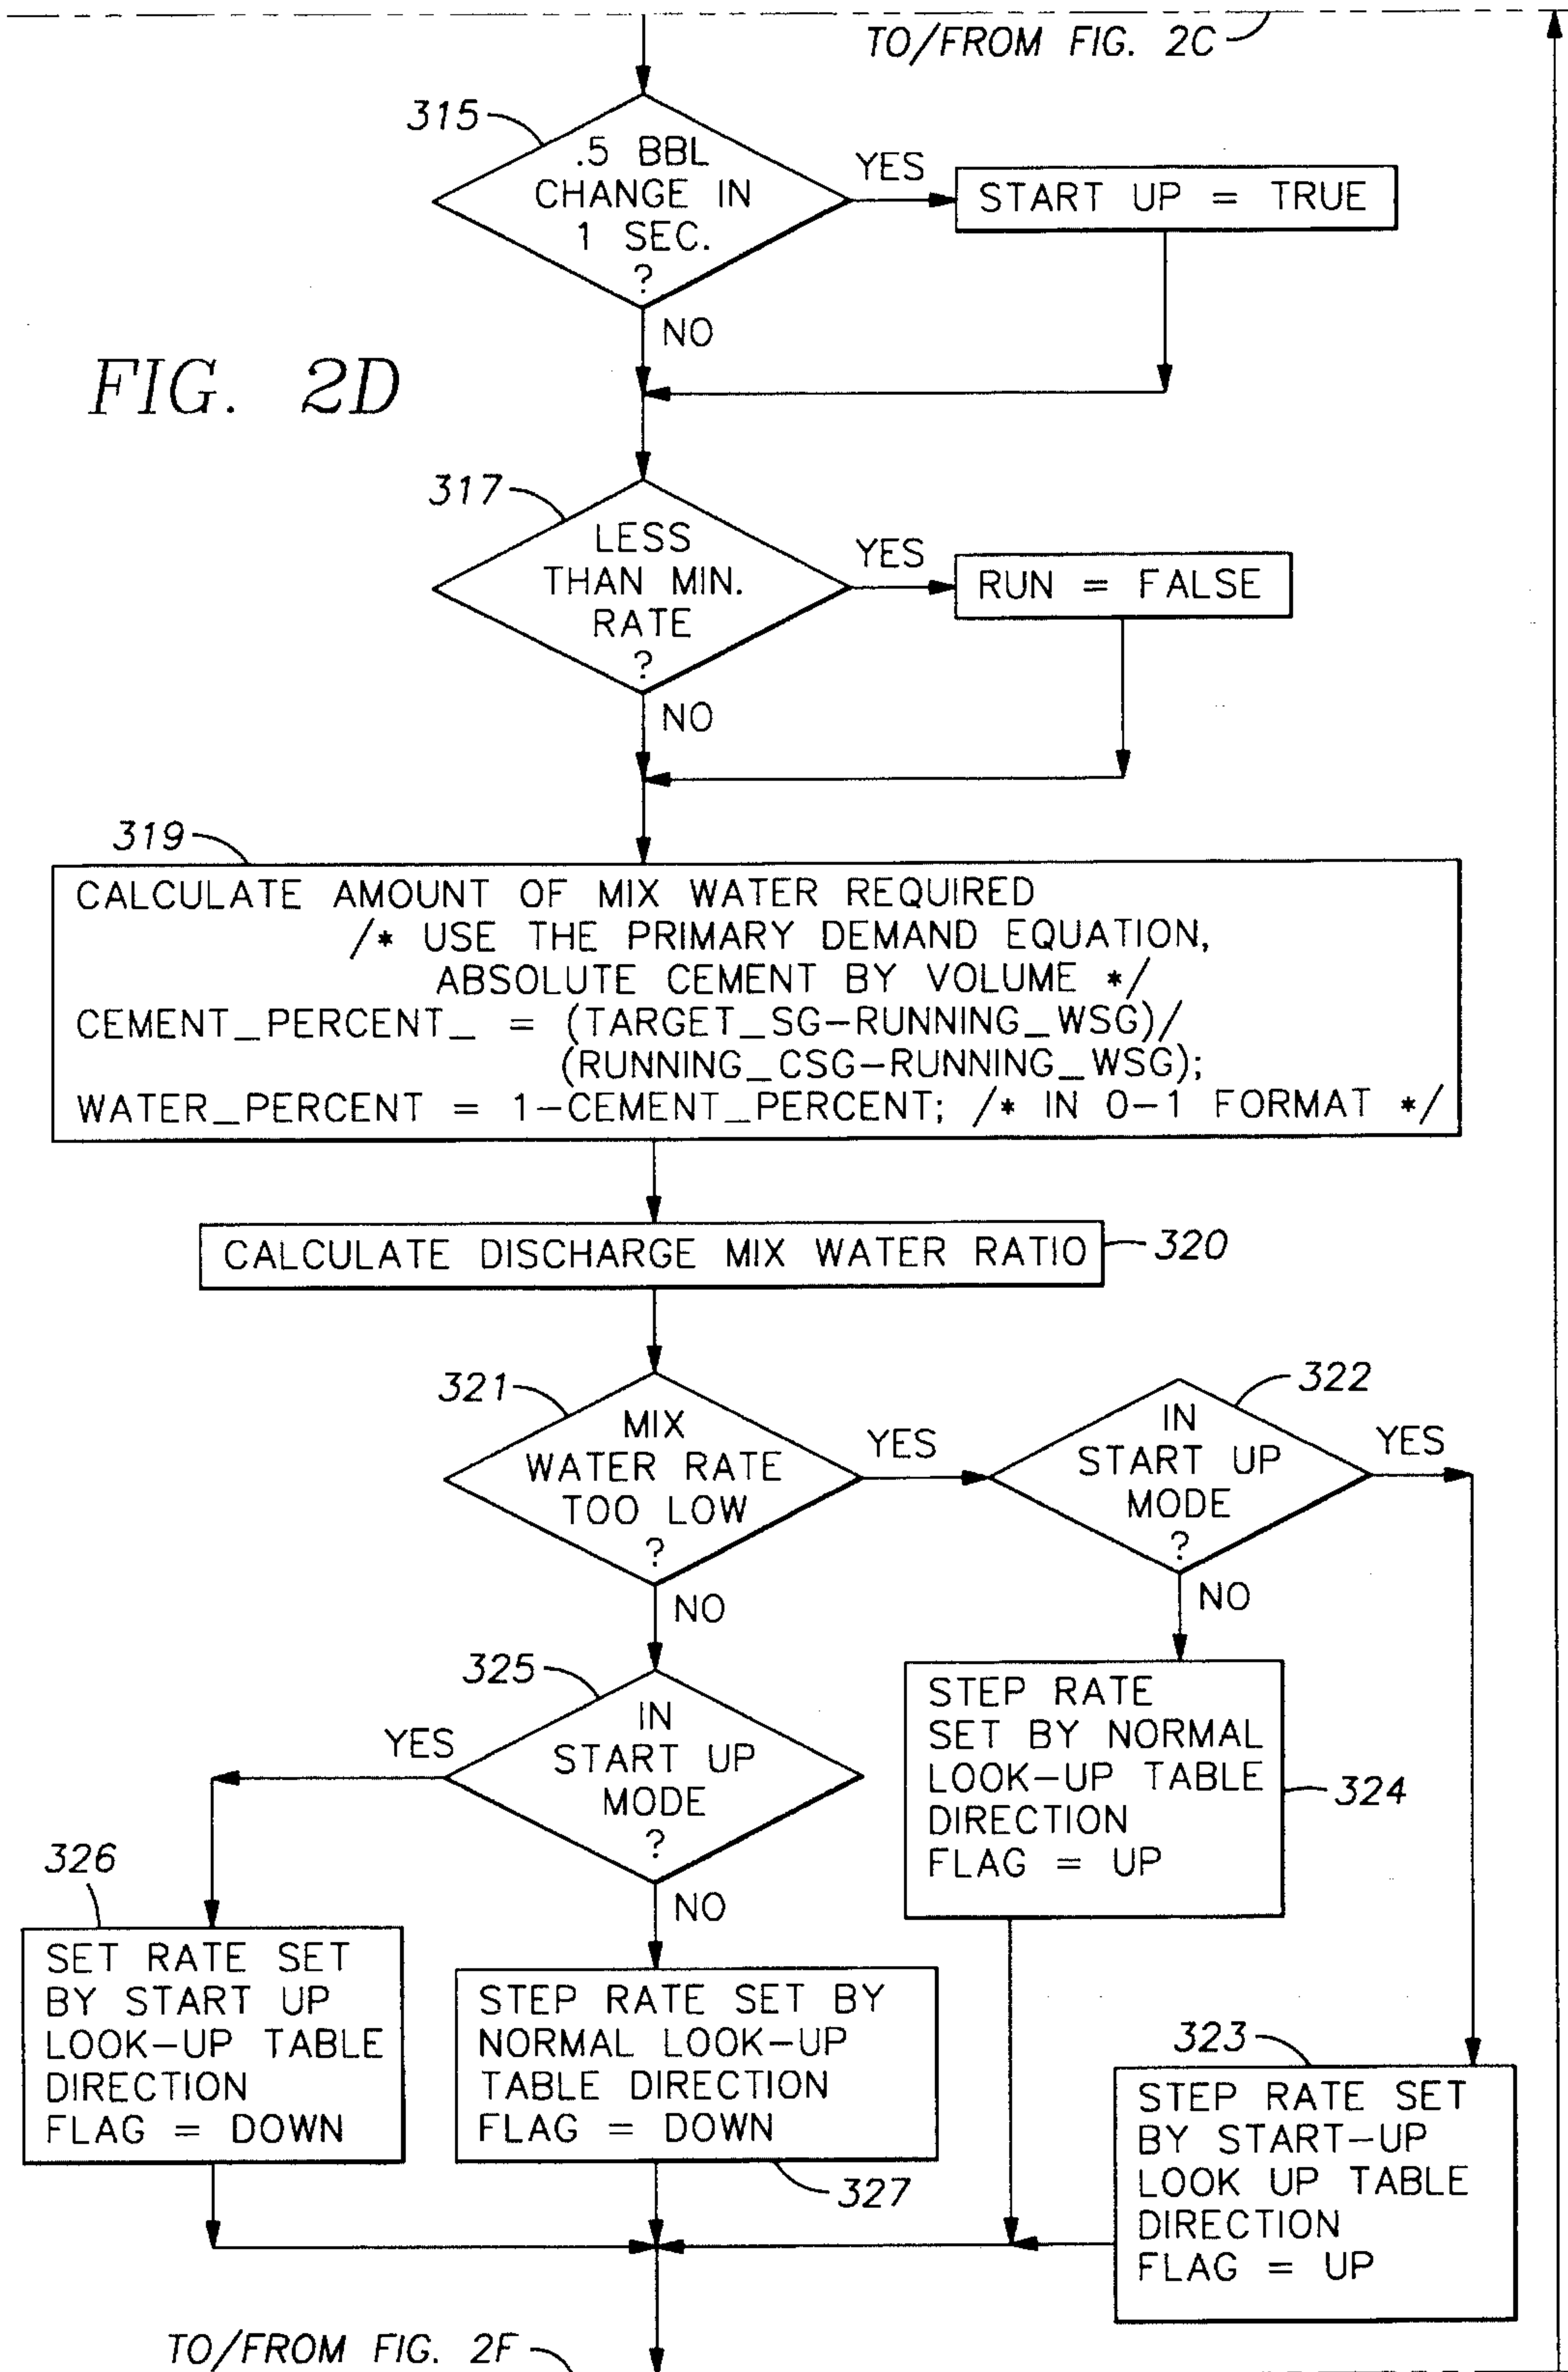 TO/FROM FIG. 2C
315
.5 BBL
CHANGE IN
1 SEC.
?
YES
START UP = TRUE
NO
FIG. 2D
317
LESS
THAN MIN.
RATE
?
YES
RUN = FALSE
NO
319
CALCULATE AMOUNT OF MIX WATER REQUIRED
/* USE THE PRIMARY DEMAND EQUATION,
ABSOLUTE CEMENT BY VOLUME */
CEMENT_PERCENT_ = (TARGET_SG-RUNNING_WSG)/
(RUNNING_CSG-RUNNING_WSG);
WATER_PERCENT = 1-CEMENT_PERCENT; /* IN 0-1 FORMAT */
CALCULATE DISCHARGE MIX WATER RATIO
320
321
MIX
WATER RATE
TOO LOW
?
YES
322
IN
START UP
MODE
?
YES
NO
NO
325
IN
START UP
MODE
?
YES
NO
STEP RATE
SET BY NORMAL
LOOK-UP TABLE
DIRECTION
FLAG = UP
324
326
SET RATE SET
BY START UP
LOOK-UP TABLE
DIRECTION
FLAG = DOWN
STEP RATE SET BY
NORMAL LOOK-UP
TABLE DIRECTION
FLAG = DOWN
327
323
STEP RATE SET
BY START-UP
LOOK UP TABLE
DIRECTION
FLAG = UP
TO/FROM FIG. 2F